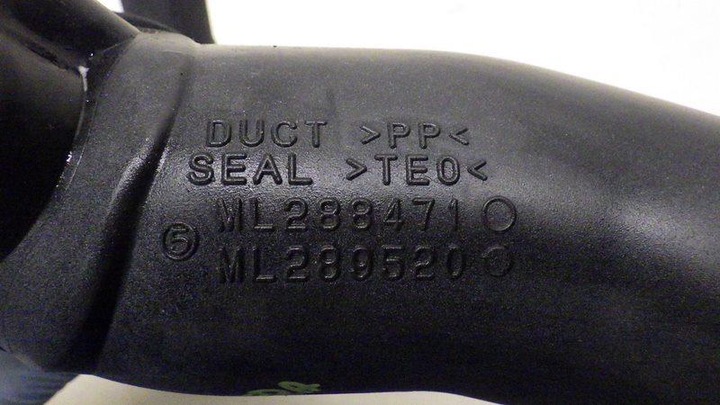 DUCT >PP<
SEAL >TEO<
ML288471○
⑤
ML289520○